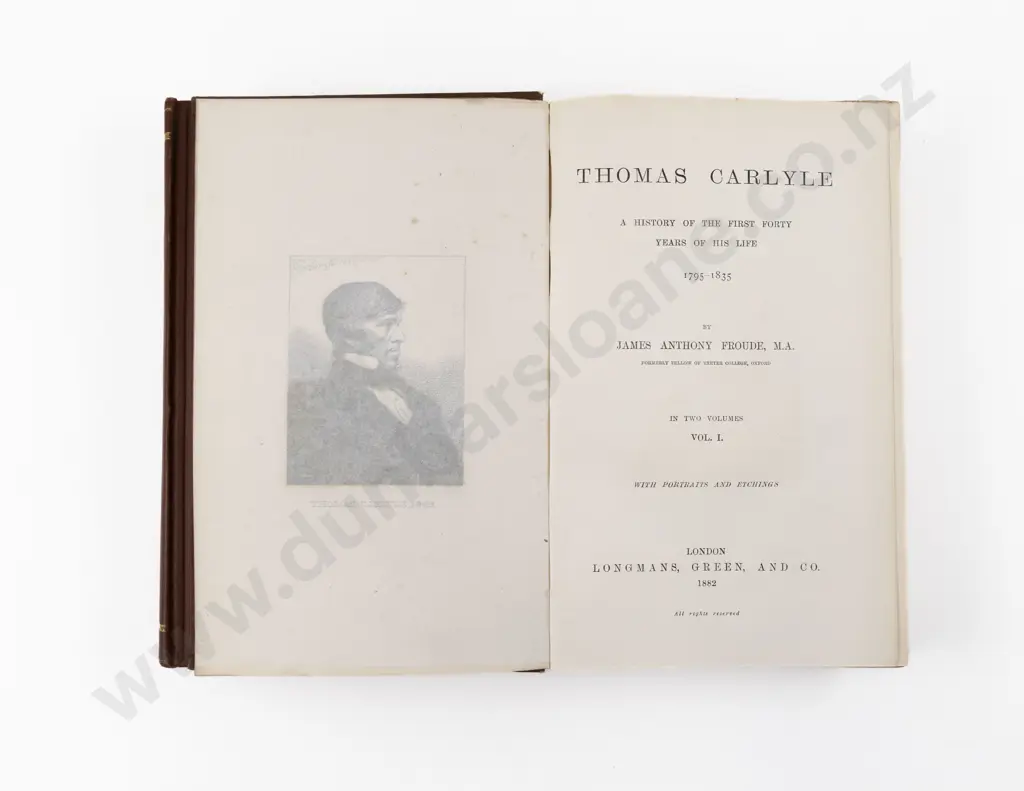 THOMAS CARLYLE
A HISTORY OF THE FIRST FORTY
YEARS OF HIS LIFE
1795–1835
BY
JAMES ANTHONY FROUDE, M.A.
FORMERLY FELLOW OF EXETER COLLEGE, OXFORD
IN TWO VOLUMES
VOL. I.
WITH PORTRAITS AND ETCHINGS
LONDON
LONGMANS, GREEN, AND CO.
1882
All rights reserved
www.dunbarsloane.co.nz